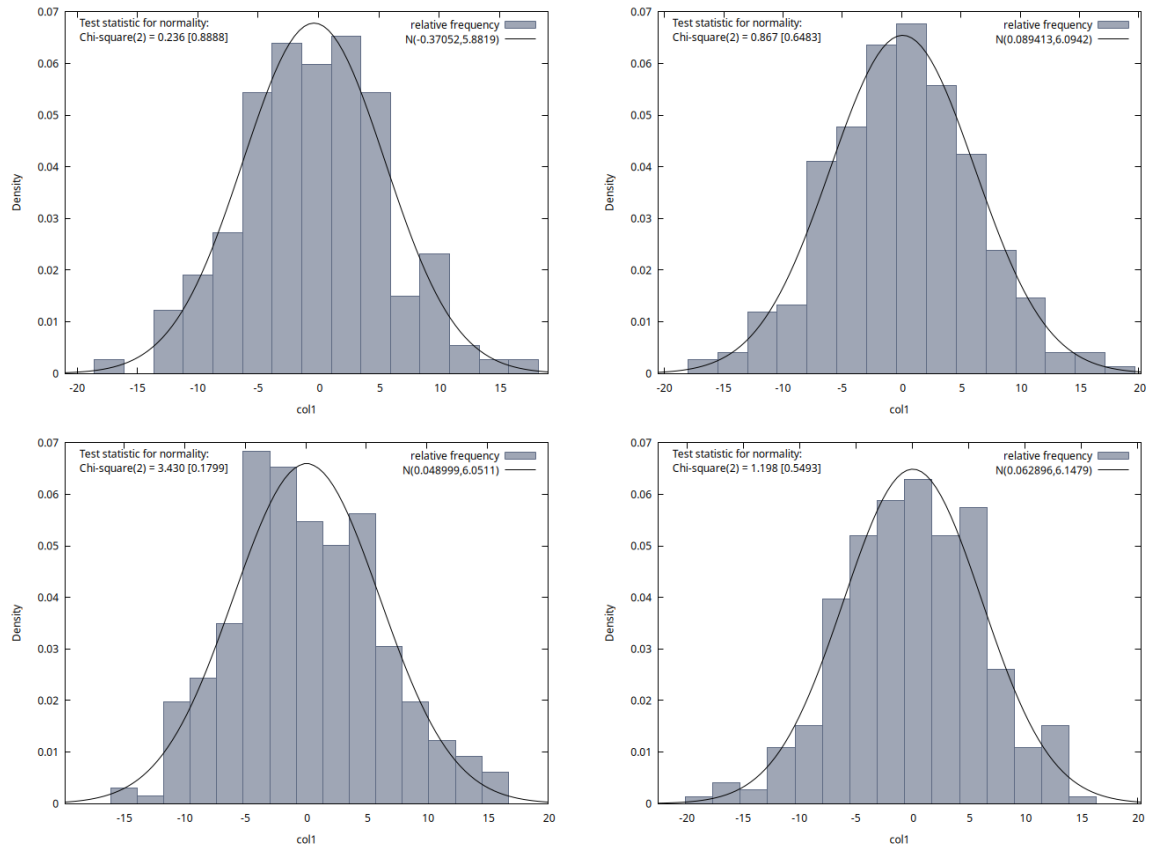 Test statistic for normality:
Chi-square(2) = 0.236 [0.8888]
relative frequency
N(-0.37052,5.8819)
0.07
0.06
0.05
0.04
0.03
0.02
0.01
0
Density
-20
-15
-10
-5
0
5
10
15
col1
Test statistic for normality:
Chi-square(2) = 0.867 [0.6483]
relative frequency
N(0.089413,6.0942)
0.07
0.06
0.05
0.04
0.03
0.02
0.01
0
Density
-20
-15
-10
-5
0
5
10
15
20
col1
Test statistic for normality:
Chi-square(2) = 3.430 [0.1799]
relative frequency
N(0.048999,6.0511)
0.07
0.06
0.05
0.04
0.03
0.02
0.01
0
Density
-15
-10
-5
0
5
10
15
20
col1
Test statistic for normality:
Chi-square(2) = 1.198 [0.5493]
relative frequency
N(0.062896,6.1479)
0.07
0.06
0.05
0.04
0.03
0.02
0.01
0
Density
-20
-15
-10
-5
0
5
10
15
20
col1